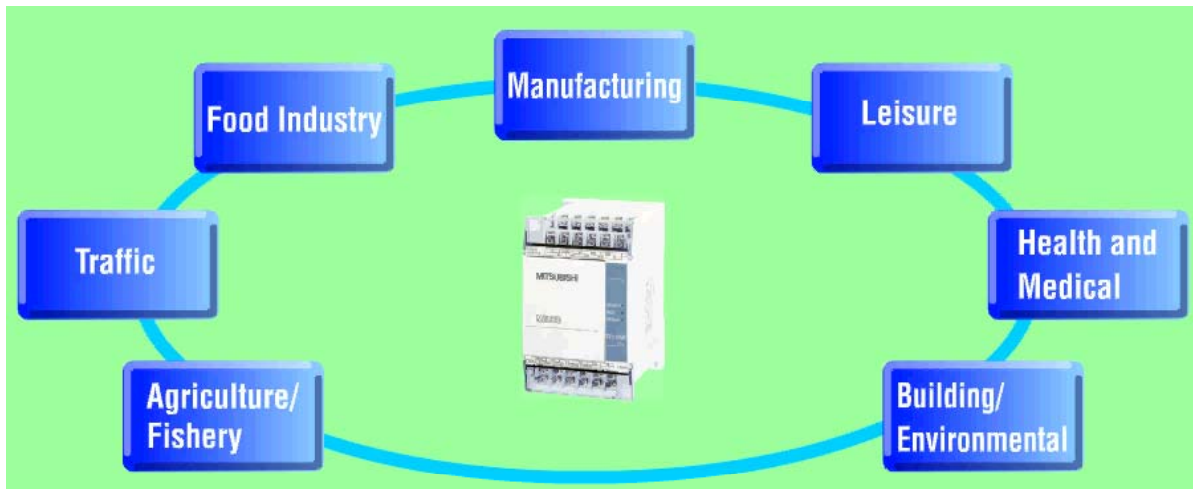 Manufacturing
Food Industry
Leisure
Traffic
Health and
Medical
MITSUBISHI
Agriculture/
Fishery
Building/
Environmental